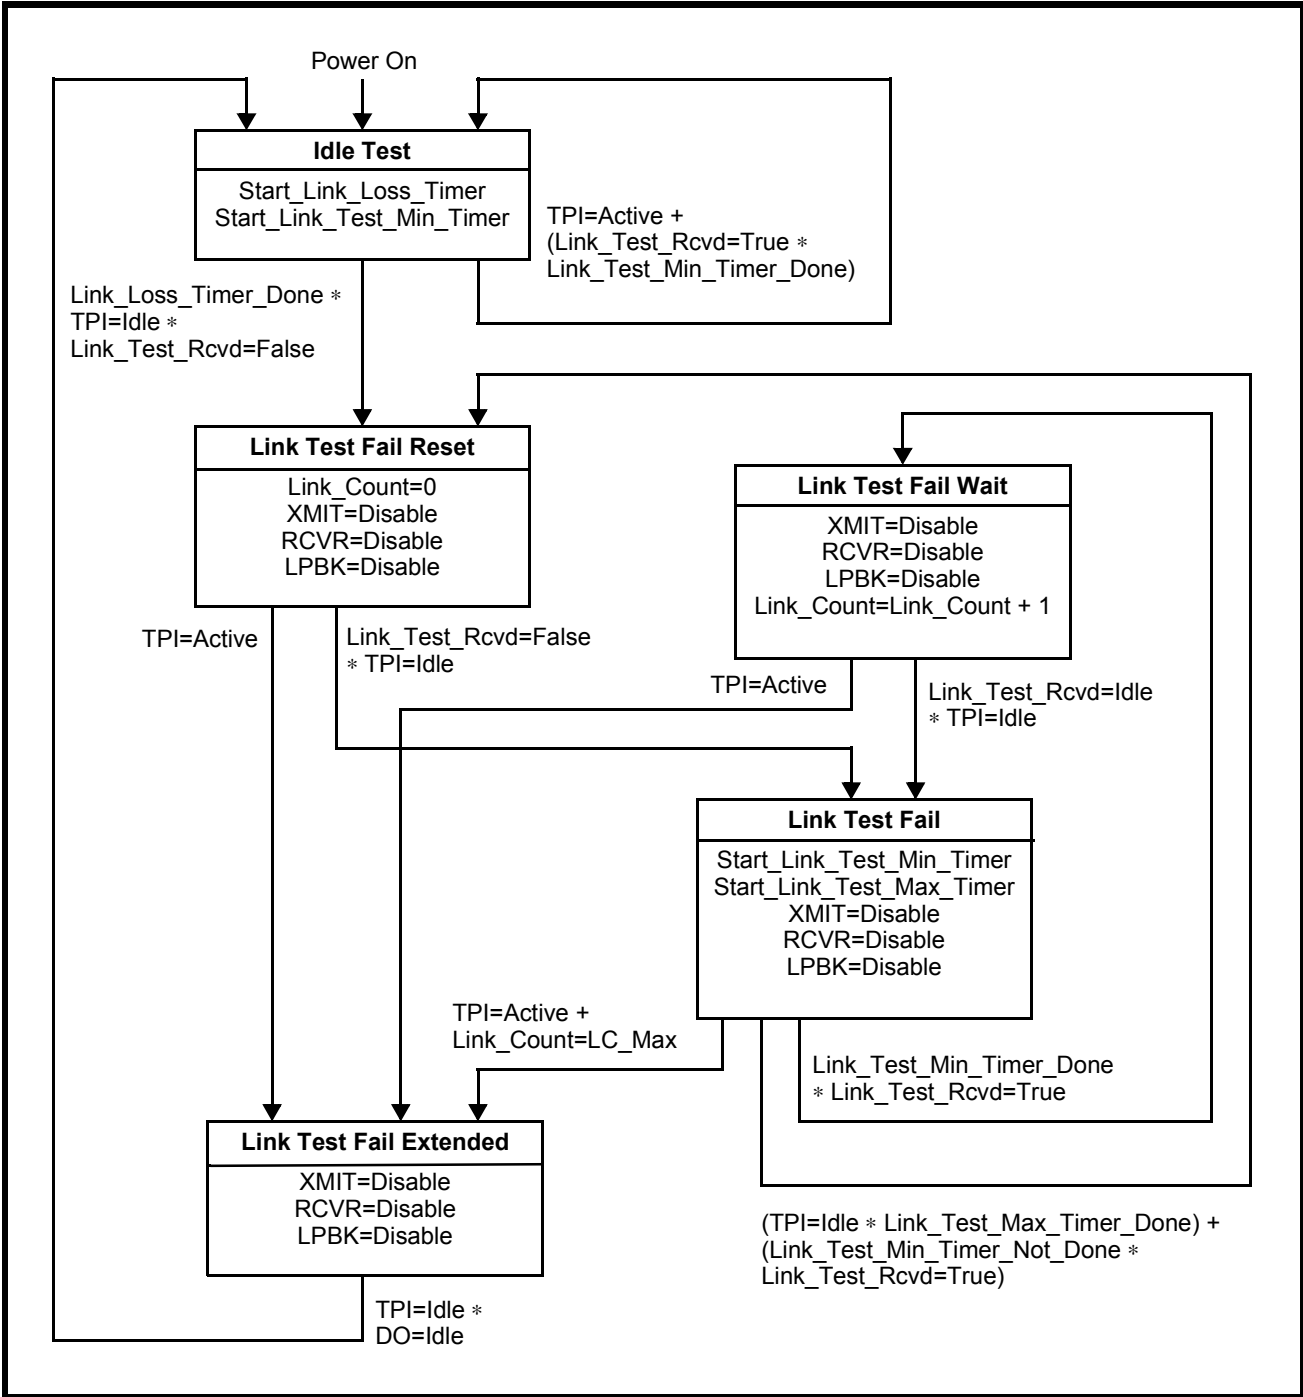 Power On
Idle Test
Start_Link_Loss_Timer
Start_Link_Test_Min_Timer
TPI=Active +
(Link_Test_Rcvd=True *
Link_Test_Min_Timer_Done)
Link_Loss_Timer_Done *
TPI=Idle *
Link_Test_Rcvd=False
Link Test Fail Reset
Link_Count=0
XMIT=Disable
RCVR=Disable
LPBK=Disable
Link Test Fail Wait
XMIT=Disable
RCVR=Disable
LPBK=Disable
Link_Count=Link_Count + 1
TPI=Active
Link_Test_Rcvd=False
* TPI=Idle
TPI=Active
Link_Test_Rcvd=Idle
* TPI=Idle
Link Test Fail
Start_Link_Test_Min_Timer
Start_Link_Test_Max_Timer
XMIT=Disable
RCVR=Disable
LPBK=Disable
TPI=Active +
Link_Count=LC_Max
Link_Test_Min_Timer_Done
* Link_Test_Rcvd=True
Link Test Fail Extended
XMIT=Disable
RCVR=Disable
LPBK=Disable
(TPI=Idle * Link_Test_Max_Timer_Done) +
(Link_Test_Min_Timer_Not_Done *
Link_Test_Rcvd=True)
TPI=Idle *
DO=Idle